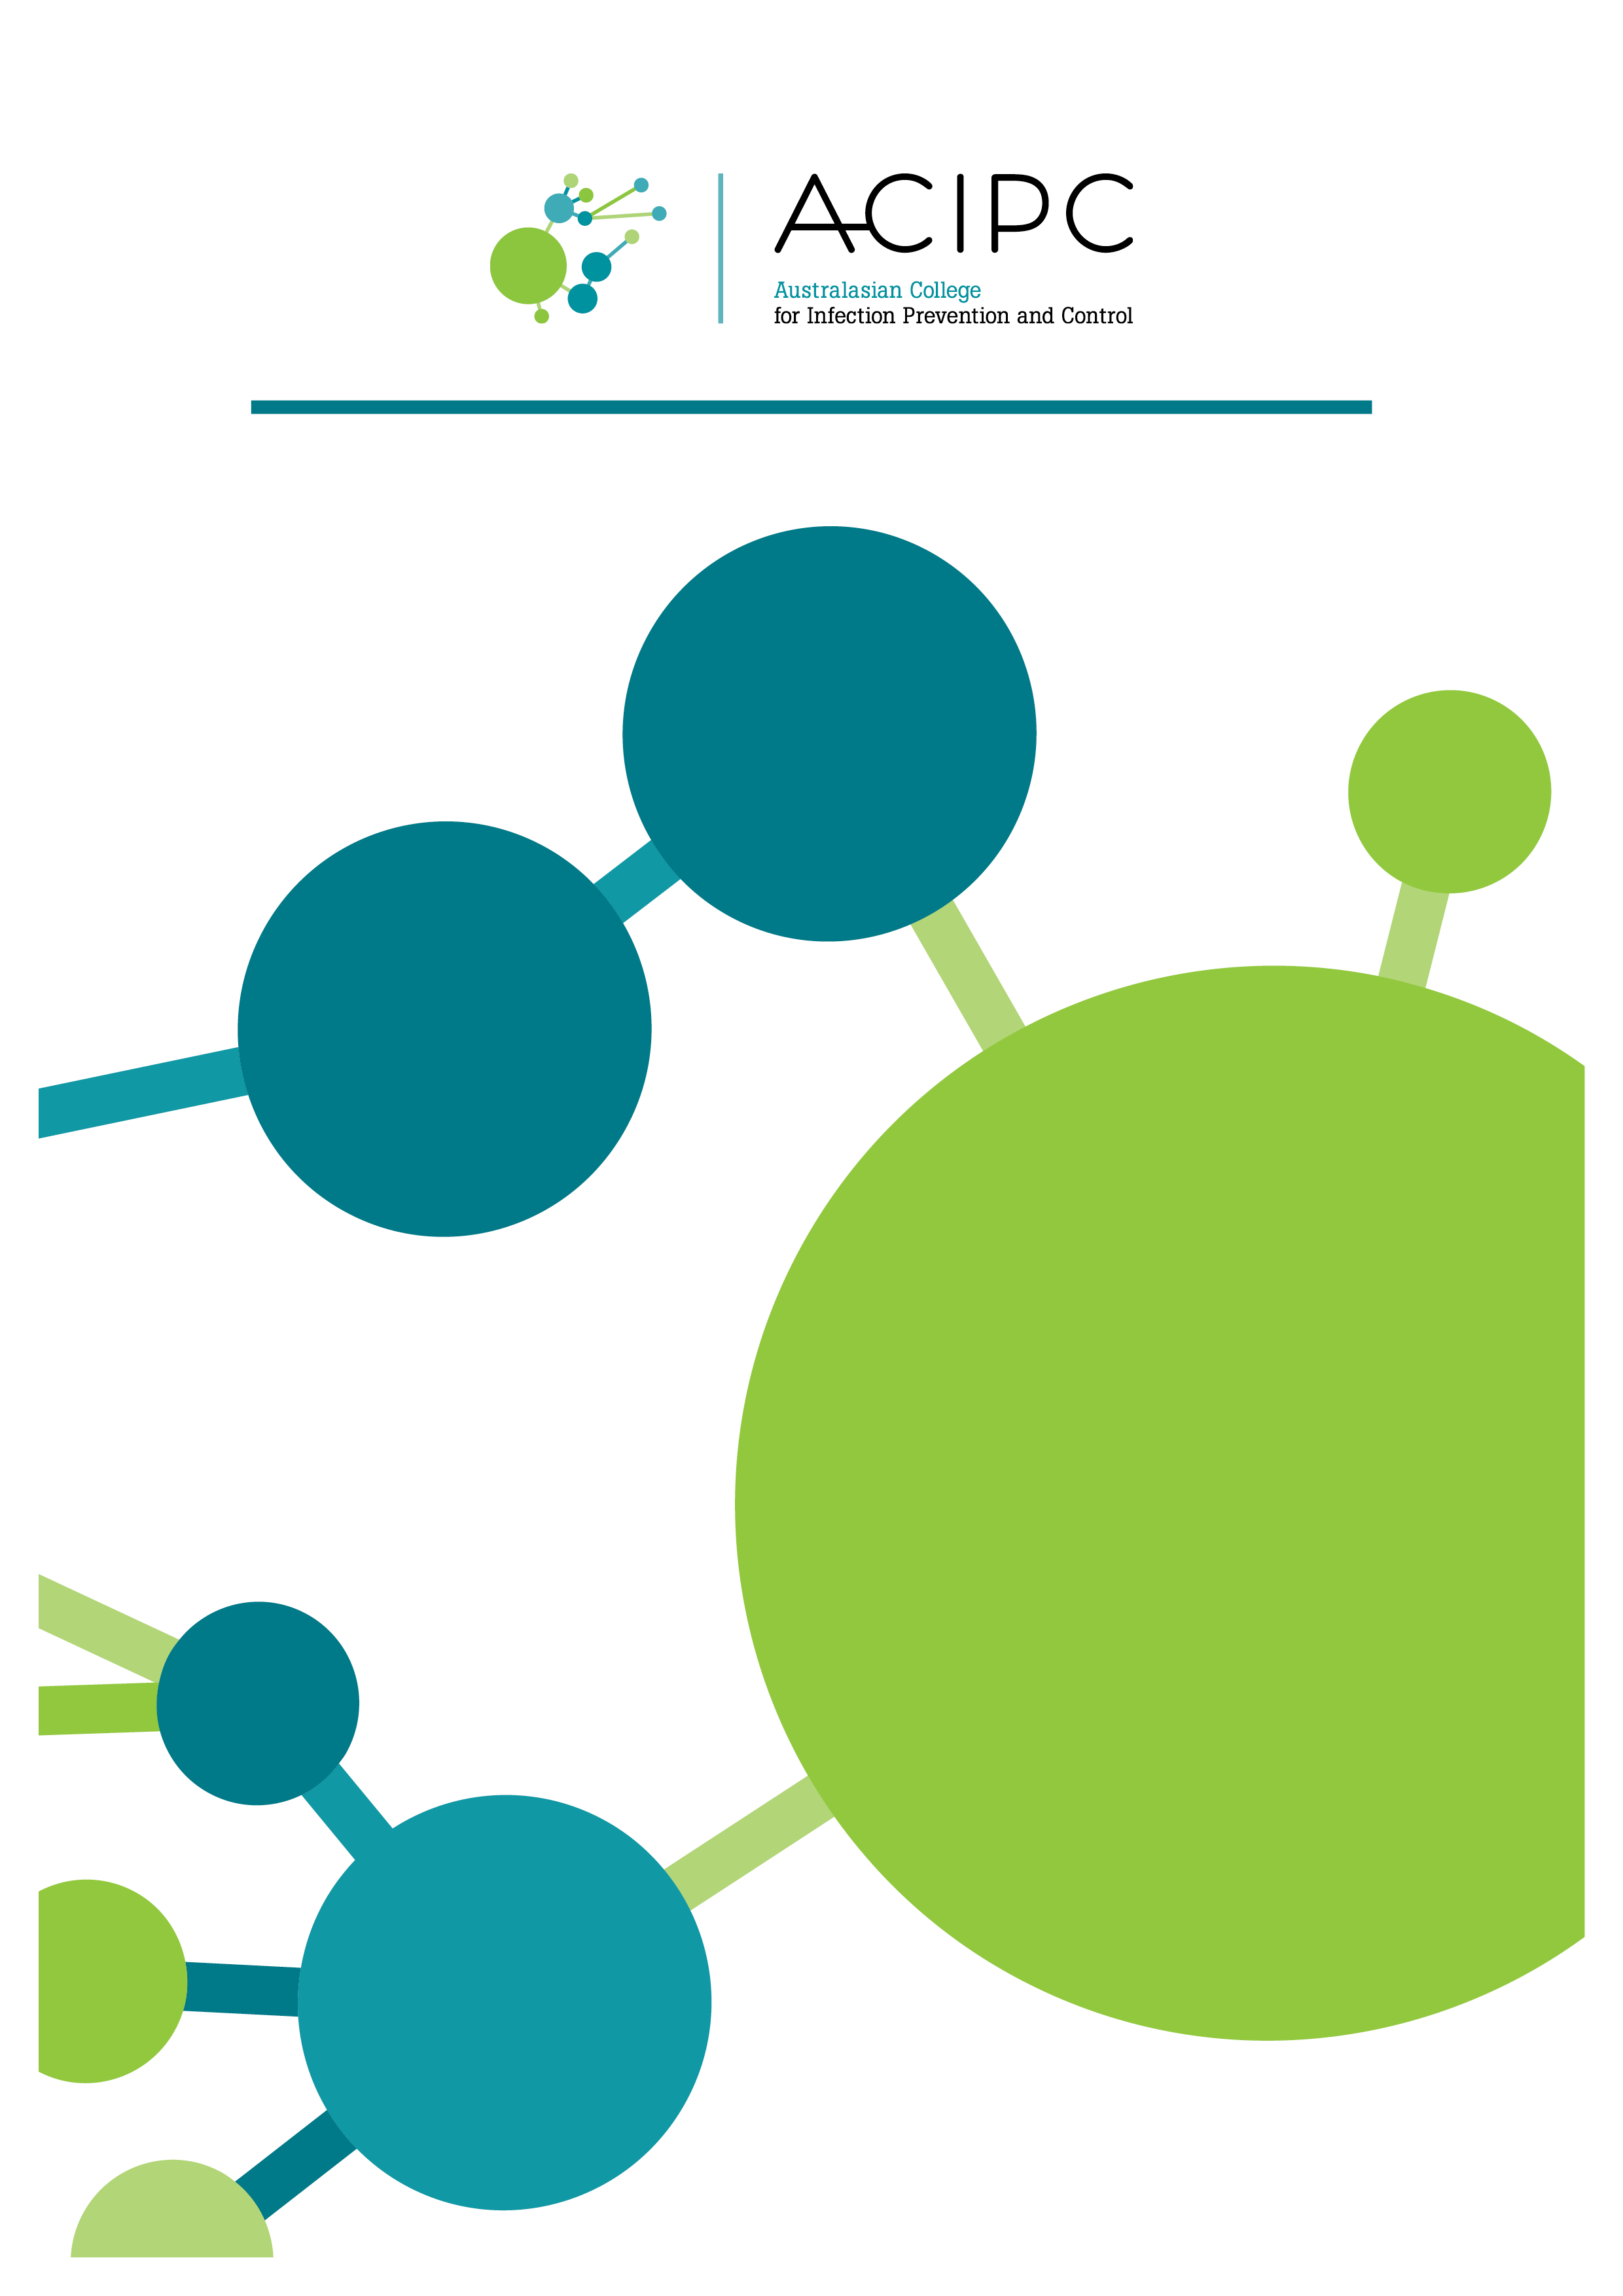 ACIPC
Australasian College
for Infection Prevention and Control